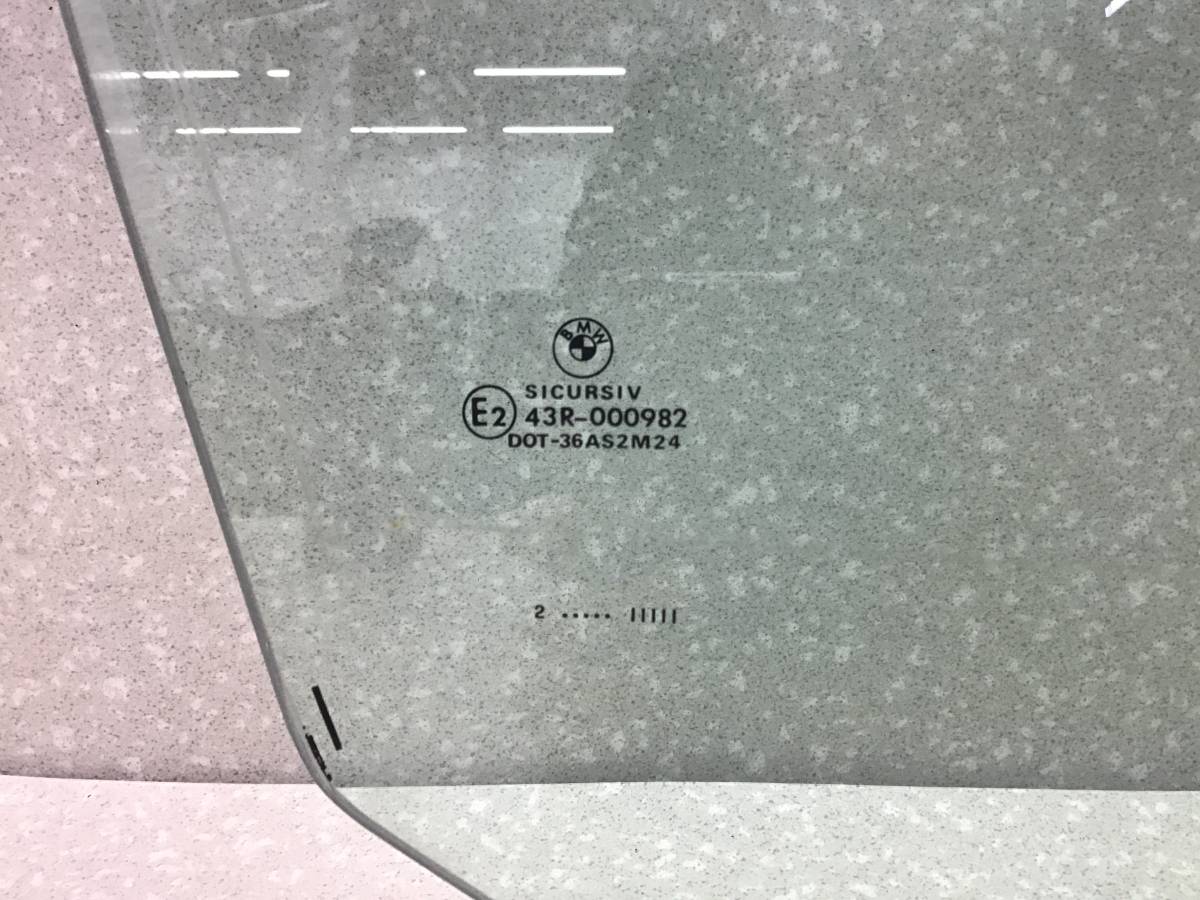 BMW
SICURSIV
E2 43R-000982
DOT-36AS2M24
2 ..... IIIII